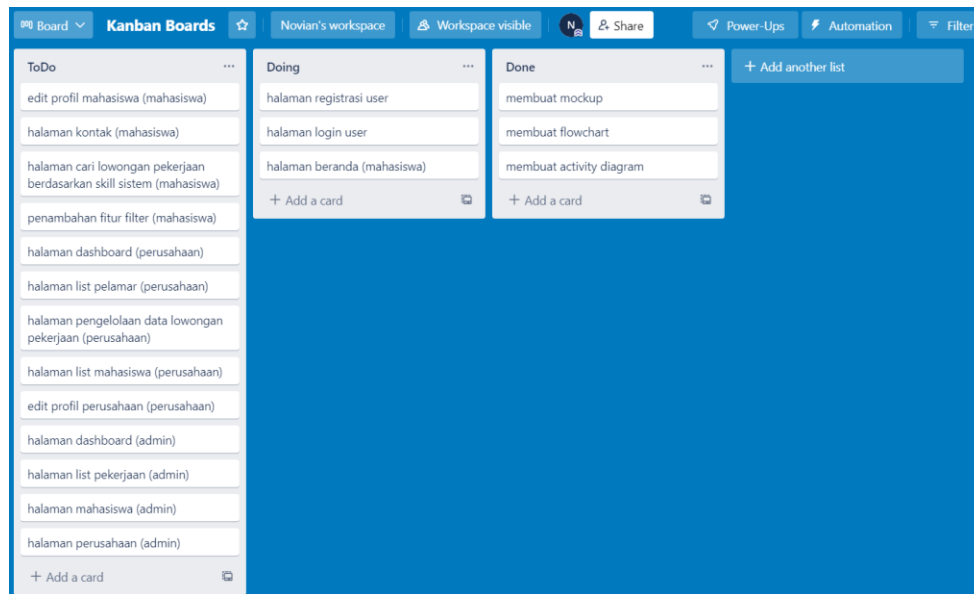 Board
Kanban Boards
Novian's workspace
Workspace visible
N
Share
Power-Ups
Automation
Filter
ToDo
edit profil mahasiswa (mahasiswa)
halaman kontak (mahasiswa)
halaman cari lowongan pekerjaan
berdasarkan skill sistem (mahasiswa)
penambahan fitur filter (mahasiswa)
halaman dashboard (perusahaan)
halaman list pelamar (perusahaan)
halaman pengelolaan data lowongan
pekerjaan (perusahaan)
halaman list mahasiswa (perusahaan)
edit profil perusahaan (perusahaan)
halaman dashboard (admin)
halaman list pekerjaan (admin)
halaman mahasiswa (admin)
halaman perusahaan (admin)
+ Add a card
Doing
halaman registrasi user
halaman login user
halaman beranda (mahasiswa)
+ Add a card
Done
membuat mockup
membuat flowchart
membuat activity diagram
+ Add a card
+ Add another list